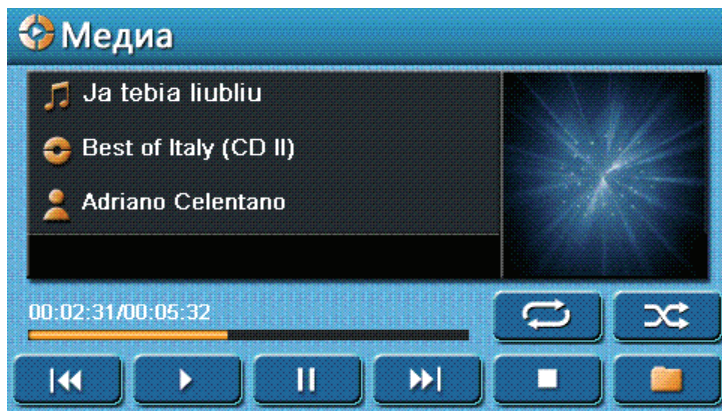 Медиа
Ja tebia liubliu
Best of Italy (CD II)
Adriano Celentano
00:02:31/00:05:32